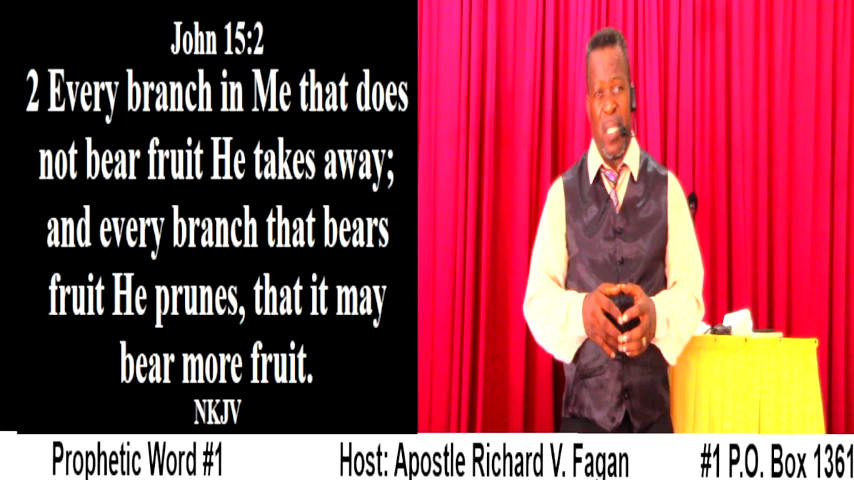 John 15:2
2 Every branch in Me that does
not bear fruit He takes away;
and every branch that bears
fruit He prunes, that it may
bear more fruit.
NKJV
Prophetic Word #1
Host: Apostle Richard V. Fagan
#1 P.O. Box 1361